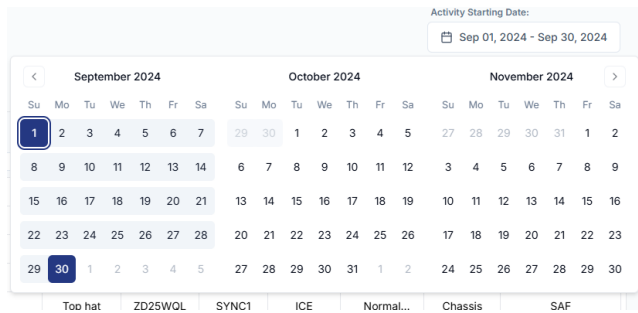 Activity Starting Date:
Sep 01, 2024 - Sep 30, 2024
September 2024 October 2024 November 2024
Su Mo Tu We Th Fr Sa Su Mo Tu We Th Fr Sa Su Mo Tu We Th Fr Sa
1 2 3 4 5 6 7 29 30 1 2 3 4 5 27 28 29 30 31 1 2
8 9 10 11 12 13 14 6 7 8 9 10 11 12 3 4 5 6 7 8 9
15 16 17 18 19 20 21 13 14 15 16 17 18 19 10 11 12 13 14 15 16
22 23 24 25 26 27 28 20 21 22 23 24 25 26 17 18 19 20 21 22 23
29 30 1 2 3 4 5 27 28 29 30 31 1 2 24 25 26 27 28 29 30
Top hat ZD25WQL SYNC1 ICE Normal... Chassis SAF